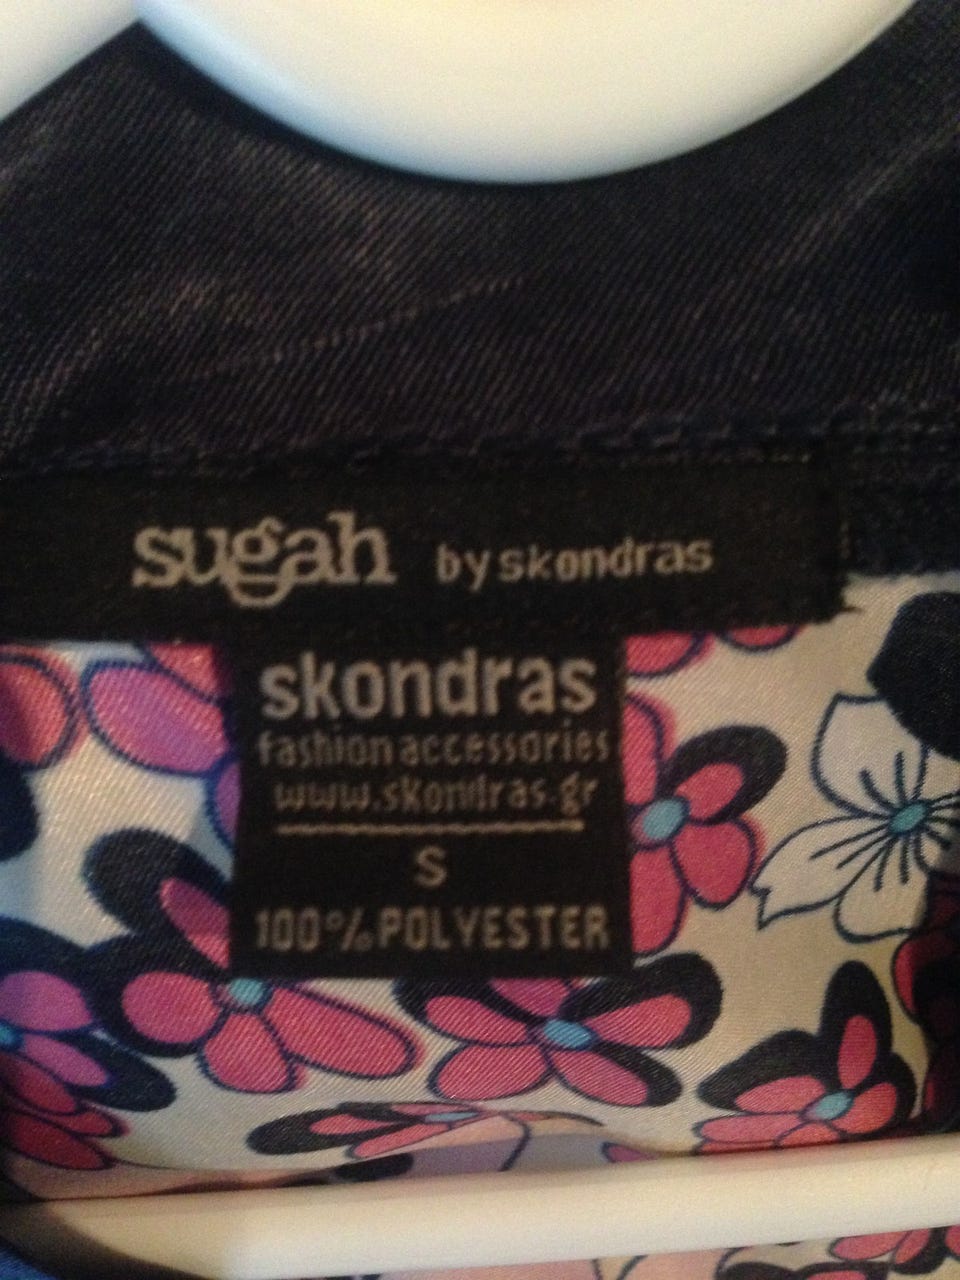 sugah by skondras
skondras
fashion accessories
www.skondras.gr
S
100% POLYESTER